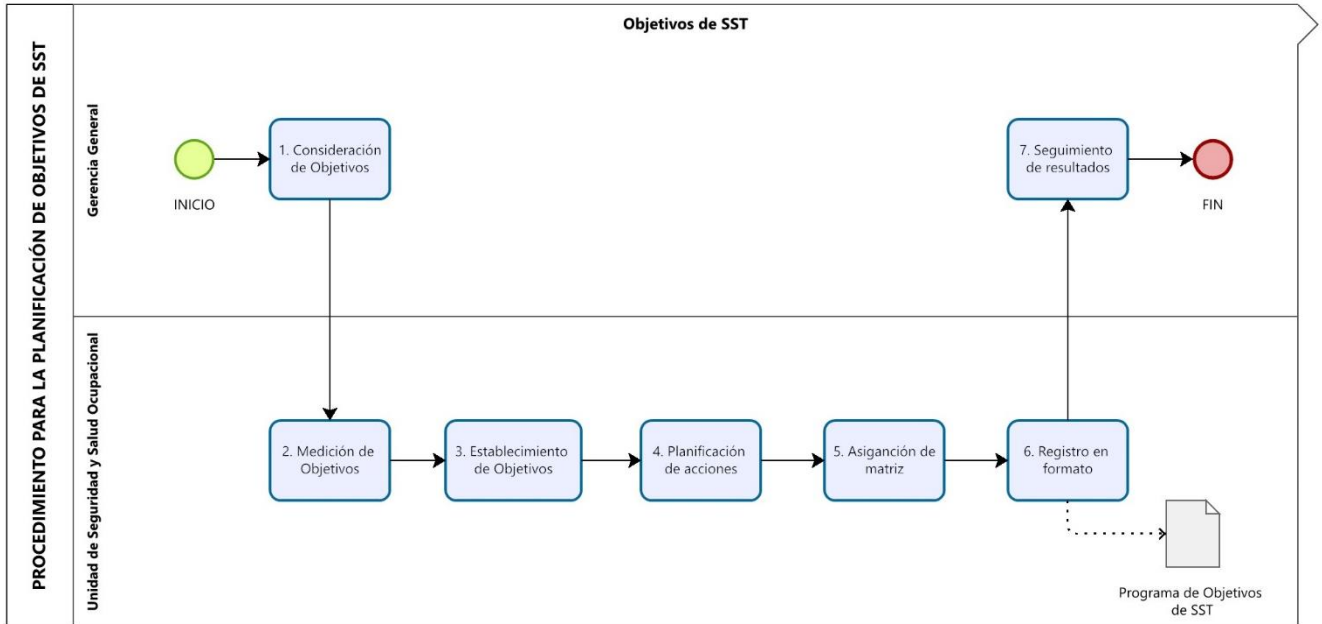 PROCEDIMIENTO PARA LA PLANIFICACIÓN DE OBJETIVOS DE SST
Objetivos de SST
Gerencia General
INICIO
1. Consideración
de Objetivos
7. Seguimiento
de resultados
FIN
Unidad de Seguridad y Salud Ocupacional
2. Medición de
Objetivos
3. Establecimiento
de Objetivos
4. Planificación
de acciones
5. Asiganción de
matriz
6. Registro en
formato
Programa de Objetivos
de SST